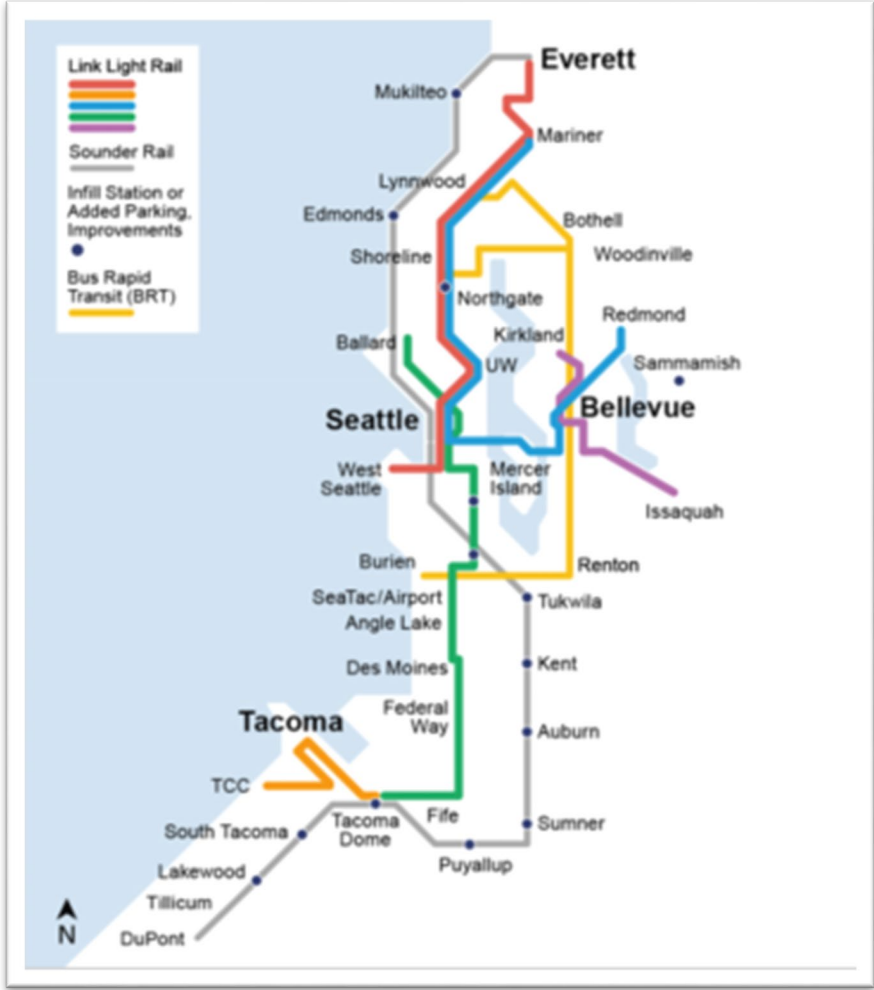 Link Light Rail
Sounder Rail
Infill Station or
Added Parking,
Improvements
Bus Rapid
Transit (BRT)
Everett
Mukilteo
Mariner
Lynnwood
Edmonds
Bothell
Shoreline
Woodinville
Northgate
Redmond
Kirkland
Ballard
UW
Sammamish
Bellevue
Seattle
West
Seattle
Mercer
Island
Issaquah
Burien
Renton
SeaTac/Airport
Tukwila
Angle Lake
Des Moines
Kent
Federal
Way
Tacoma
Auburn
TCC
Fife
Tacoma
Dome
Sumner
South Tacoma
Puyallup
Lakewood
Tillicum
DuPont
N